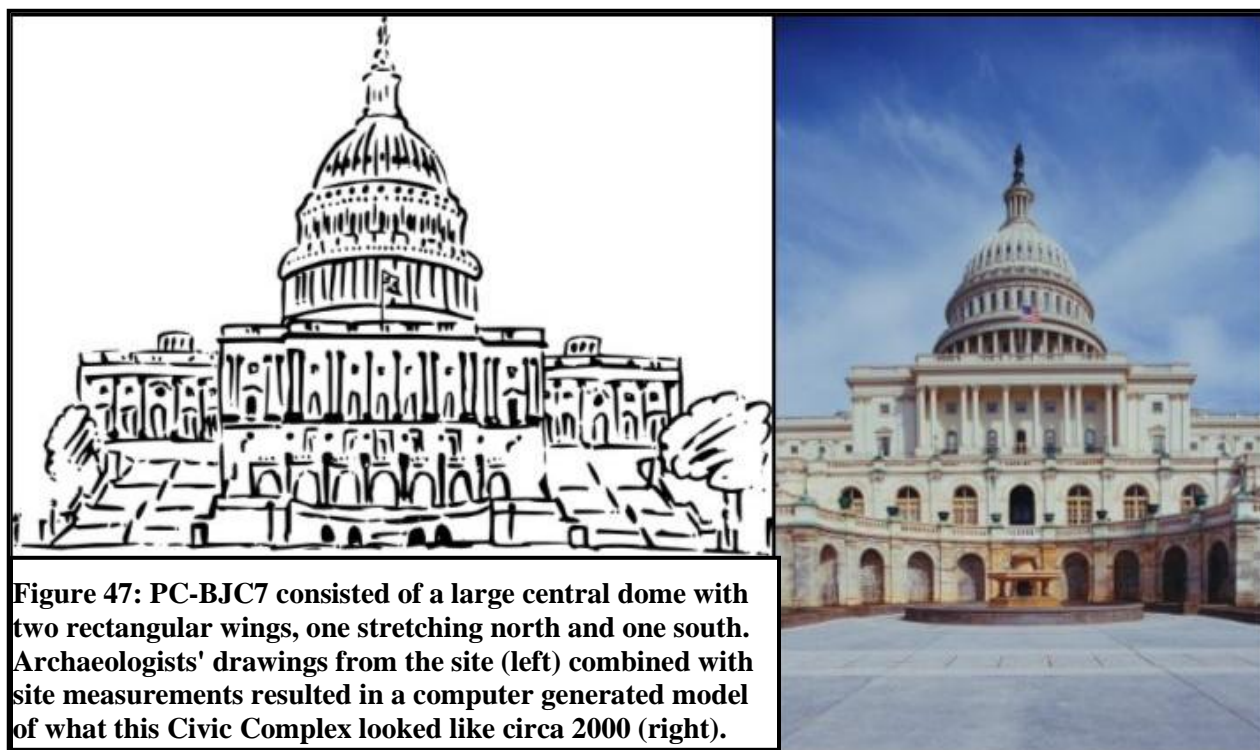 Figure 47: PC-BJC7 consisted of a large central dome with
two rectangular wings, one stretching north and one south.
Archaeologists' drawings from the site (left) combined with
site measurements resulted in a computer generated model
of what this Civic Complex looked like circa 2000 (right).